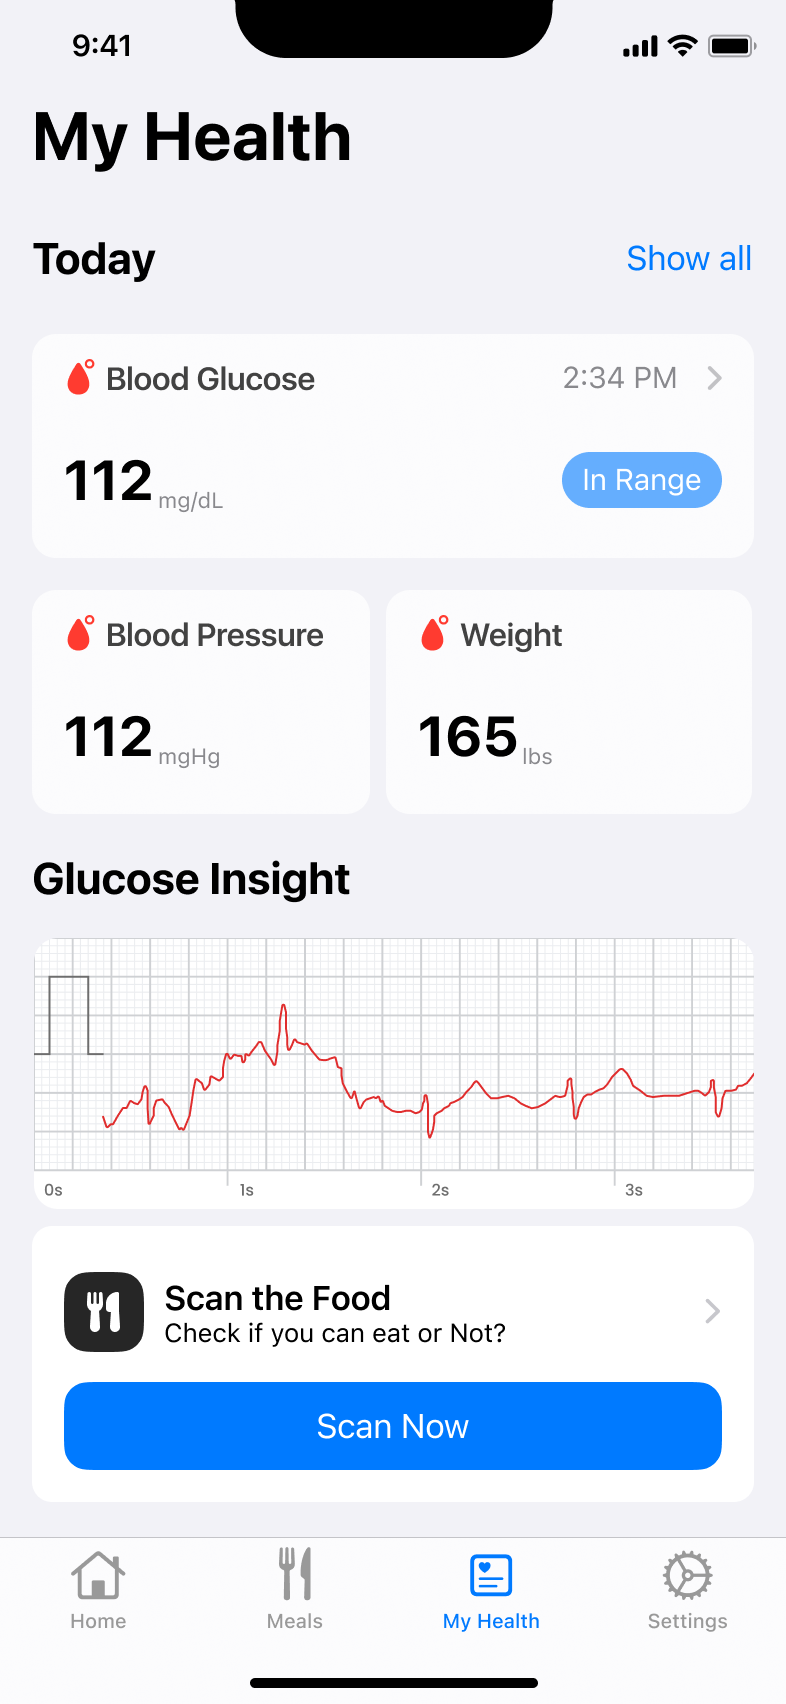 9:41
My Health
Today
Show all
Blood Glucose
2:34 PM
112 mg/dL
In Range
Blood Pressure
112 mgHg
Weight
165 lbs
Glucose Insight
0s 1s 2s 3s
Scan the Food
Check if you can eat or Not?
Scan Now
Home
Meals
My Health
Settings